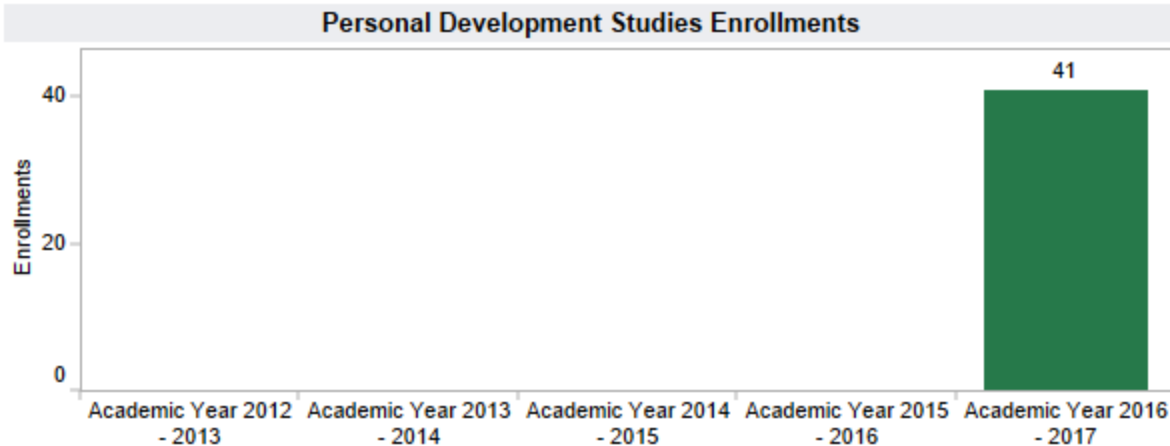 Personal Development Studies Enrollments
41
40
20
0
Enrollments
Academic Year 2012 Academic Year 2013 Academic Year 2014 Academic Year 2015 Academic Year 2016
- 2013 - 2014 - 2015 - 2016 - 2017